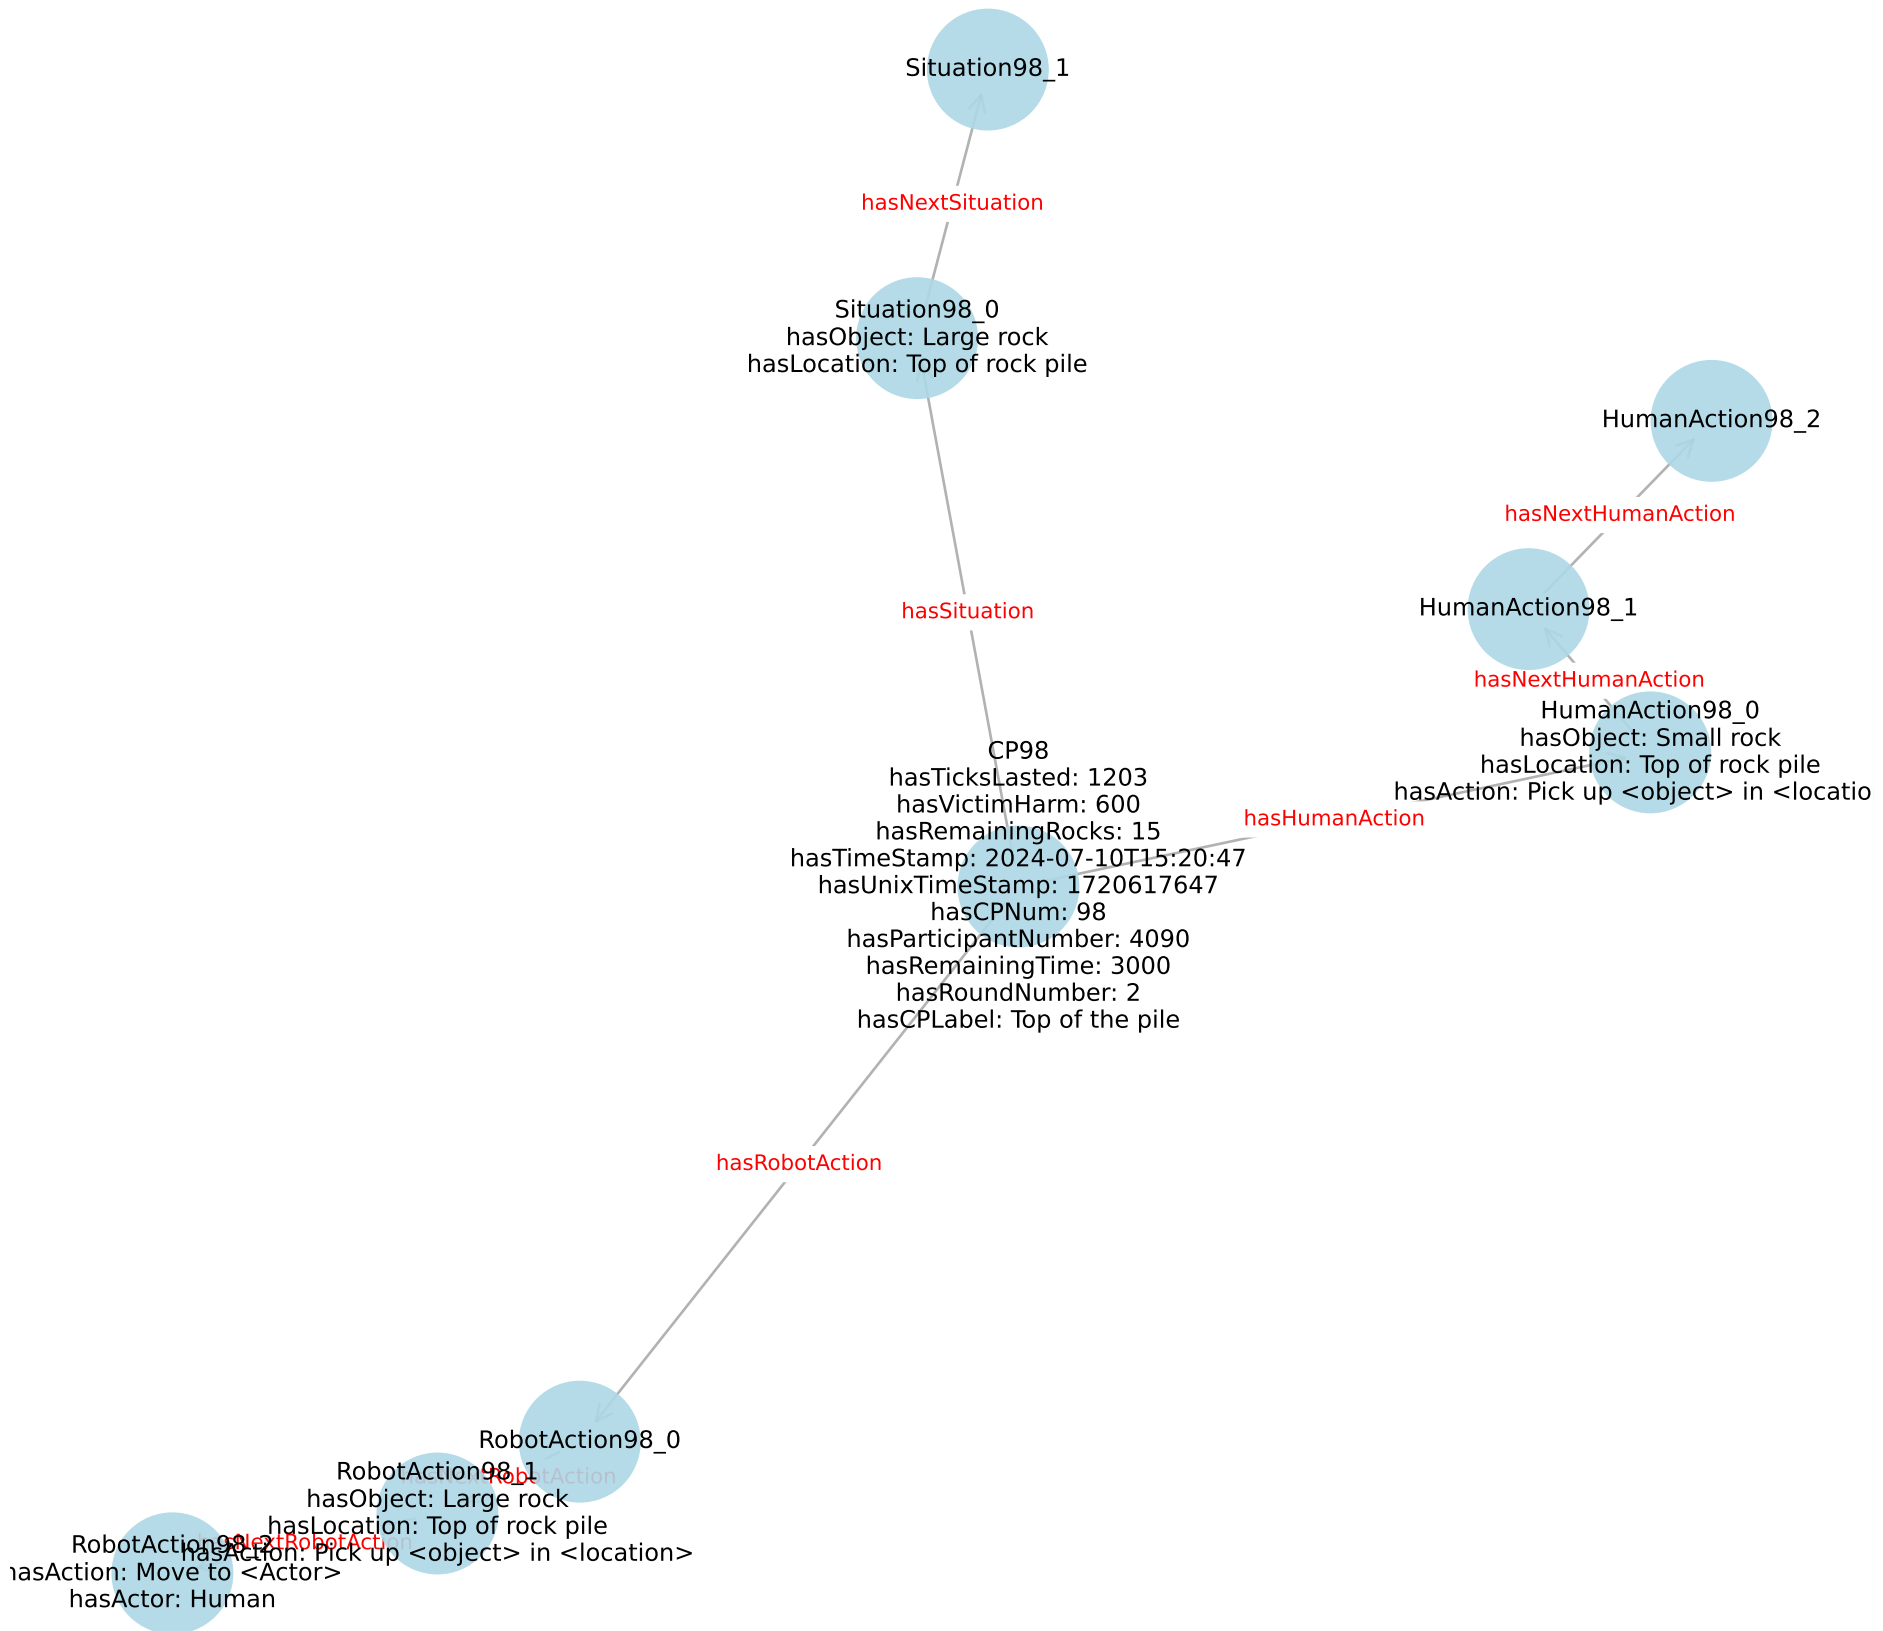 Situation98_1
hasNextSituation
Situation98_0
hasObject: Large rock
hasLocation: Top of rock pile
HumanAction98_2
hasNextHumanAction
HumanAction98_1
hasSituation
hasNextHumanAction
HumanAction98_0
hasObject: Small rock
hasLocation: Top of rock pile
hasAction: Pick up <object> in <locatio
hasHumanAction
CP98
hasTicksLasted: 1203
hasVictimHarm: 600
hasRemainingRocks: 15
hasTimeStamp: 2024-07-10T15:20:47
hasUnixTimeStamp: 1720617647
hasCPNum: 98
hasParticipantNumber: 4090
hasRemainingTime: 3000
hasRoundNumber: 2
hasCPLabel: Top of the pile
hasRobotAction
RobotAction98_0
hasNextRobotAction
RobotAction98_1
hasObject: Large rock
hasLocation: Top of rock pile
hasAction: Pick up <object> in <location>
hasNextRobotAction
RobotAction98_2
hasAction: Move to <Actor>
hasActor: Human